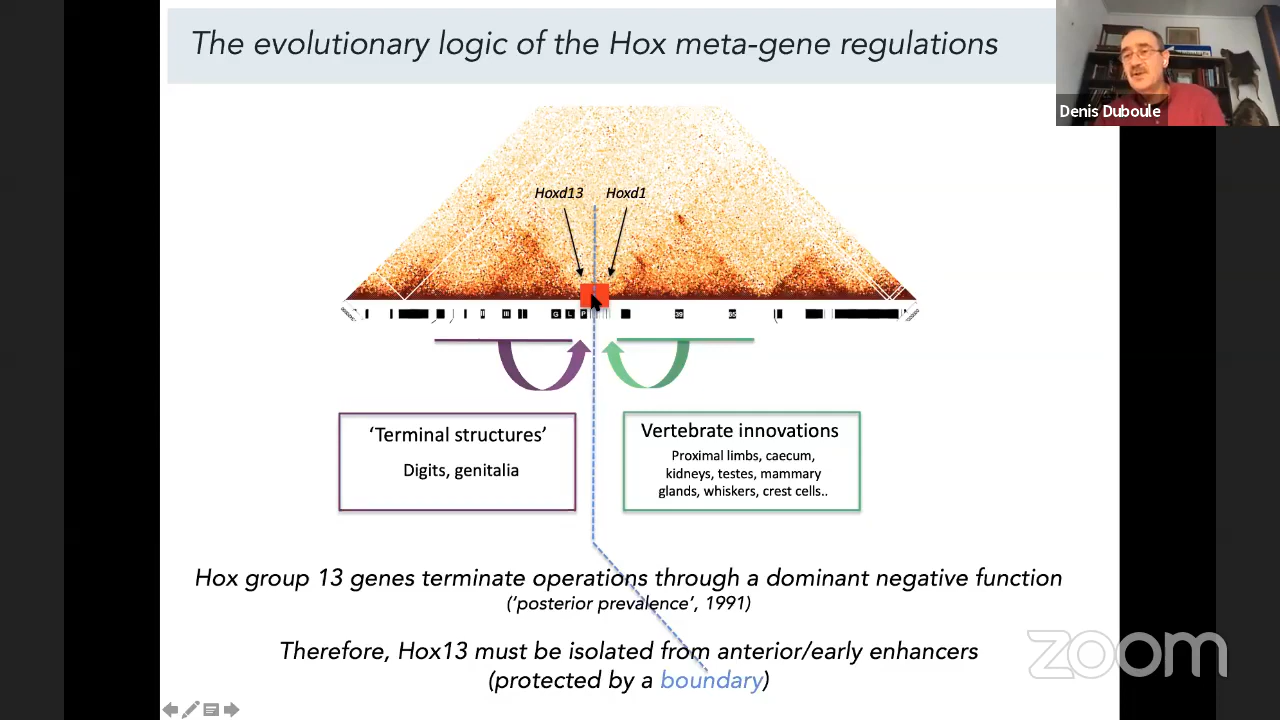 The evolutionary logic of the Hox meta-gene regulations
Denis Duboule
Hoxd13 Hoxd1
G L P 39 65
'Terminal structures'
Digits, genitalia
Vertebrate innovations
Proximal limbs, caecum,
kidneys, testes, mammary
glands, whiskers, crest cells..
Hox group 13 genes terminate operations through a dominant negative function
('posterior prevalence', 1991)
Therefore, Hox13 must be isolated from anterior/early enhancers
(protected by a boundary)
zoom